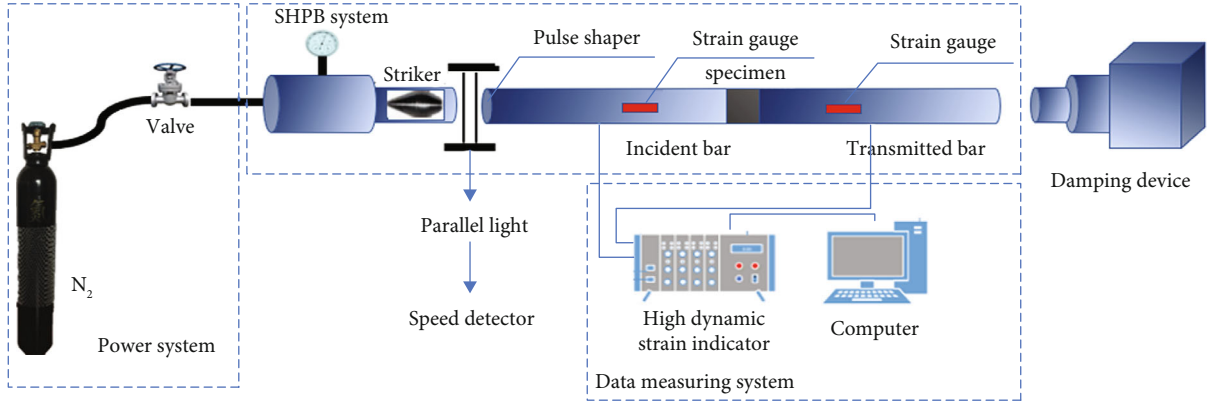 SHPB system
Pulse shaper
Strain gauge
Strain gauge
specimen
Striker
Valve
Incident bar
Transmitted bar
Damping device
Parallel light
N₂
Speed detector
High dynamic
strain indicator
Computer
Power system
Data measuring system